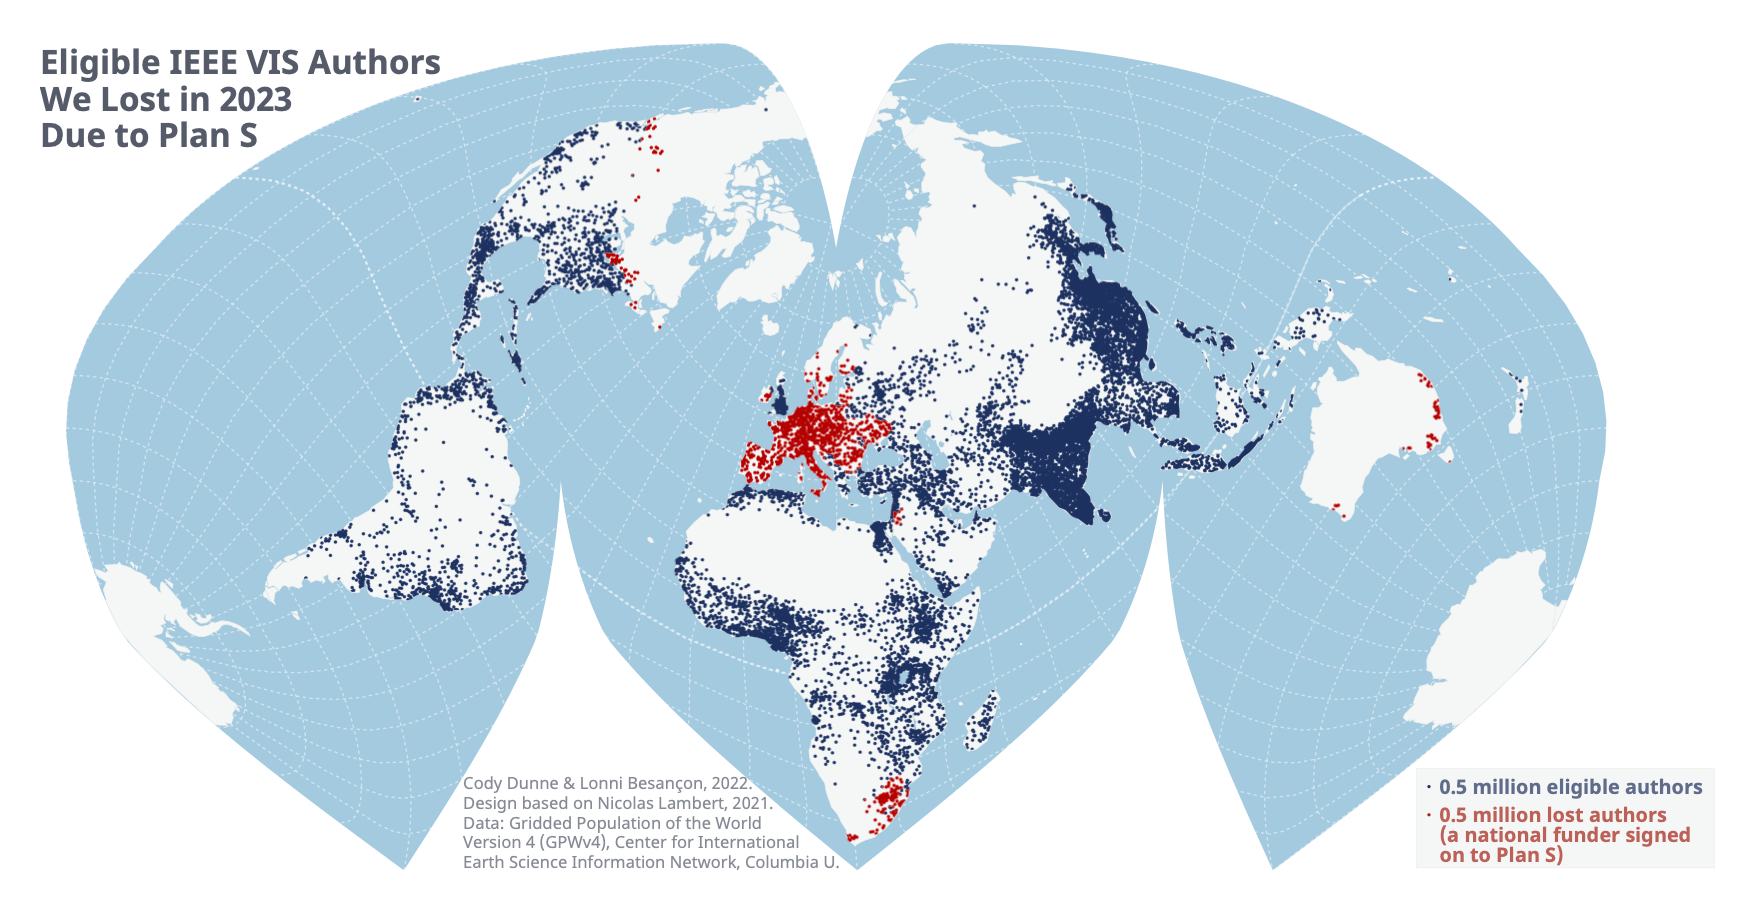 Eligible IEEE VIS Authors
We Lost in 2023
Due to Plan S
Cody Dunne & Lonni Besançon, 2022.
Design based on Nicolas Lambert, 2021.
Data: Gridded Population of the World
Version 4 (GPWv4), Center for International
Earth Science Information Network, Columbia U.
· 0.5 million eligible authors
· 0.5 million lost authors
(a national funder signed
on to Plan S)